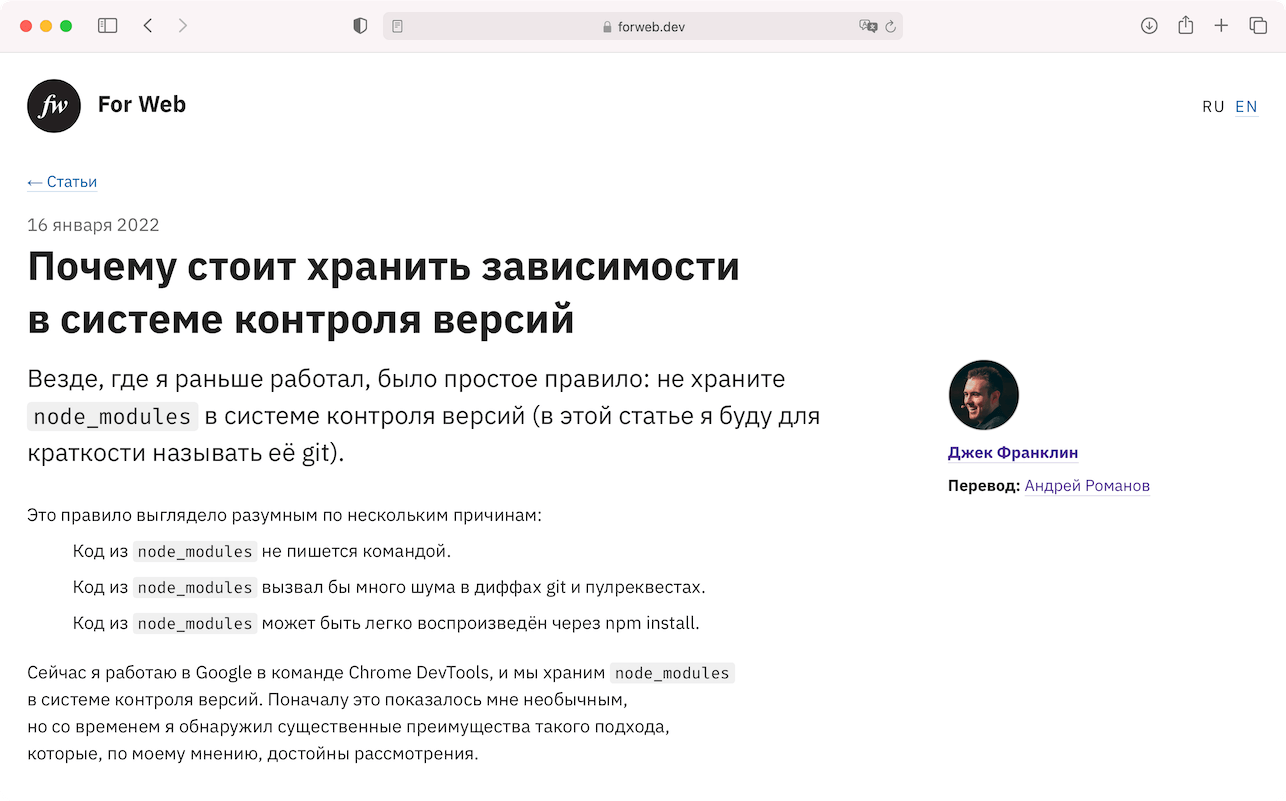 forweb.dev
fw For Web
RU EN
← Статьи
16 января 2022
Почему стоит хранить зависимости
в системе контроля версий
Везде, где я раньше работал, было простое правило: не храните
node_modules в системе контроля версий (в этой статье я буду для
краткости называть её git).
Джек Франклин
Перевод: Андрей Романов
Это правило выглядело разумным по нескольким причинам:
Код из node_modules не пишется командой.
Код из node_modules вызвал бы много шума в диффах git и пулреквестах.
Код из node_modules может быть легко воспроизведён через npm install.
Сейчас я работаю в Google в команде Chrome DevTools, и мы храним node_modules
в системе контроля версий. Поначалу это показалось мне необычным,
но со временем я обнаружил существенные преимущества такого подхода,
которые, по моему мнению, достойны рассмотрения.